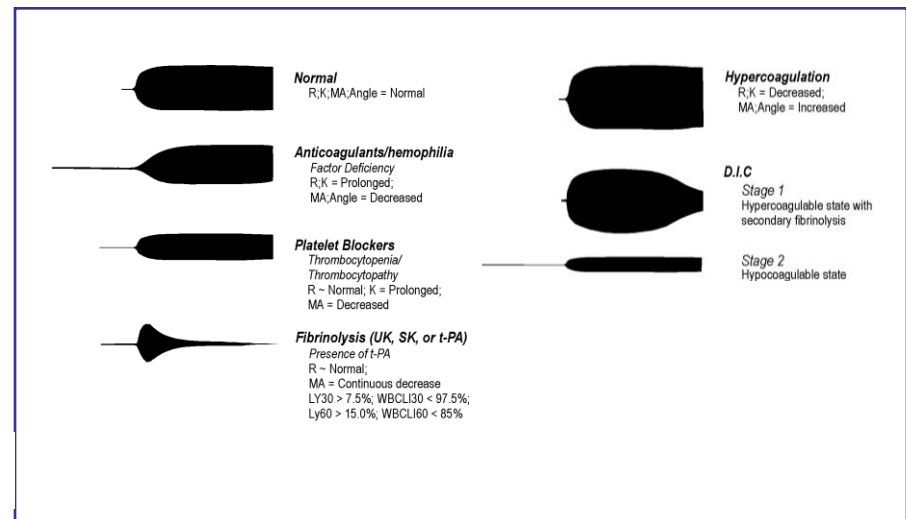 Normal
R;K;MA;Angle = Normal
Anticoagulants/hemophilia
Factor Deficiency
R;K = Prolonged;
MA;Angle = Decreased
Platelet Blockers
Thrombocytopenia/
Thrombocytopathy
R ~ Normal; K = Prolonged;
MA = Decreased
Fibrinolysis (UK, SK, or t-PA)
Presence of t-PA
R ~ Normal;
MA = Continuous decrease
LY30 > 7.5%; WBCLI30 < 97.5%;
Ly60 > 15.0%; WBCLI60 < 85%
Hypercoagulation
R;K = Decreased;
MA;Angle = Increased
D.I.C
Stage 1
Hypercoagulable state with
secondary fibrinolysis
Stage 2
Hypocoagulable state